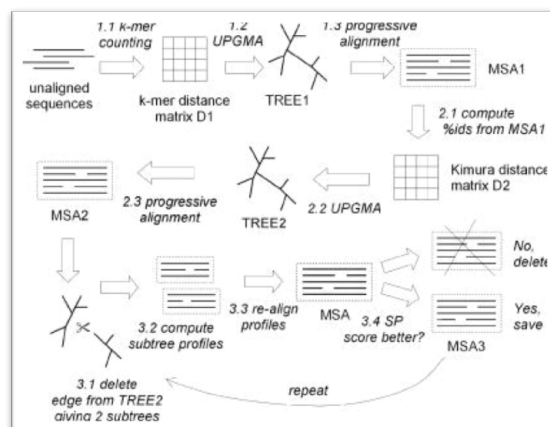 1.1 k-mer
counting
1.2
UPGMA
1.3 progressive
alignment
unaligned
sequences
k-mer distance
matrix D1
TREE1
MSA1
2.1 compute
%ids from MSA1
Kimura distance
matrix D2
2.2 UPGMA
TREE2
2.3 progressive
alignment
MSA2
3.1 delete
edge from TREE2
giving 2 subtrees
3.2 compute
subtree profiles
3.3 re-align
profiles
MSA
3.4 SP
score better?
No,
delete
Yes,
save
MSA3
repeat